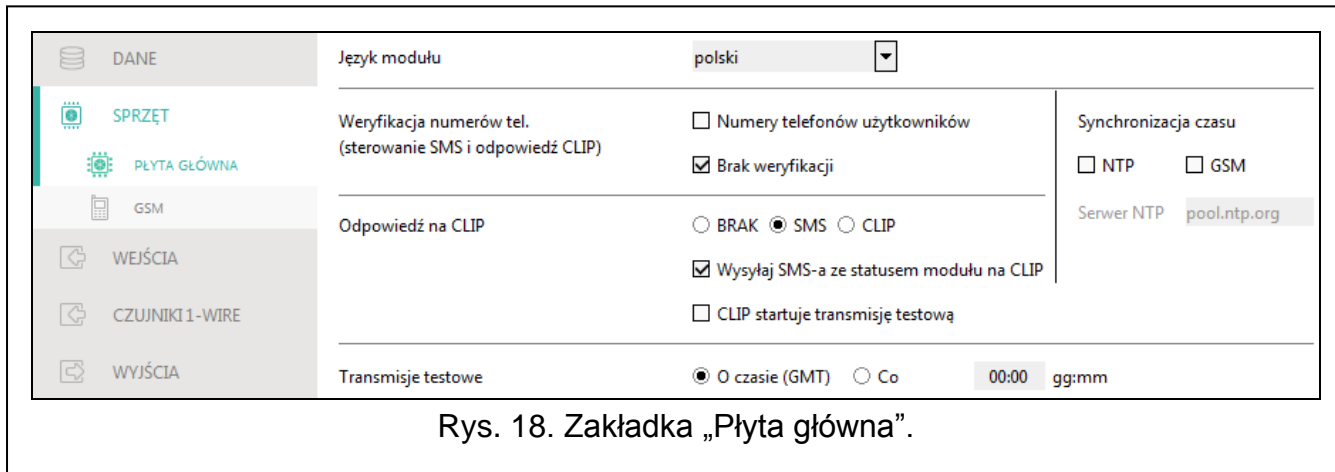 DANE
SPRZĘT
PŁYTA GŁÓWNA
GSM
WEJŚCIA
CZUJNIKI 1-WIRE
WYJŚCIA
Język modułu
polski
Weryfikacja numerów tel.
(sterowanie SMS i odpowiedź CLIP)
Numery telefonów użytkowników
Brak weryfikacji
Synchronizacja czasu
NTP GSM
Serwer NTP pool.ntp.org
Odpowiedź na CLIP
BRAK SMS CLIP
Wysyłaj SMS-a ze statusem modułu na CLIP
CLIP startuje transmisję testową
Transmisje testowe
O czasie (GMT) Co 00:00 gg:mm
Rys. 18. Zakładka „Płyta główna”.